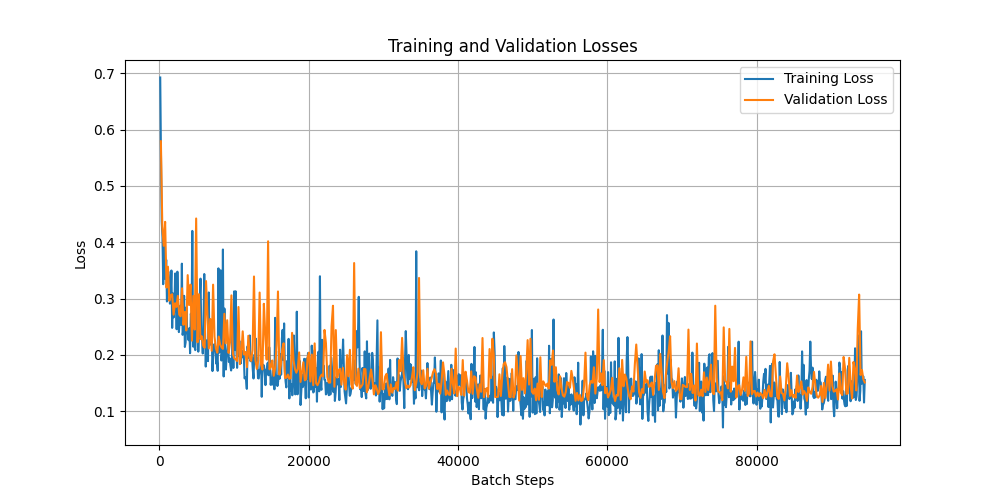 Training and Validation Losses
Training Loss
Validation Loss
0.7
0.6
0.5
0.4
0.3
0.2
0.1
Loss
0
20000
40000
60000
80000
Batch Steps